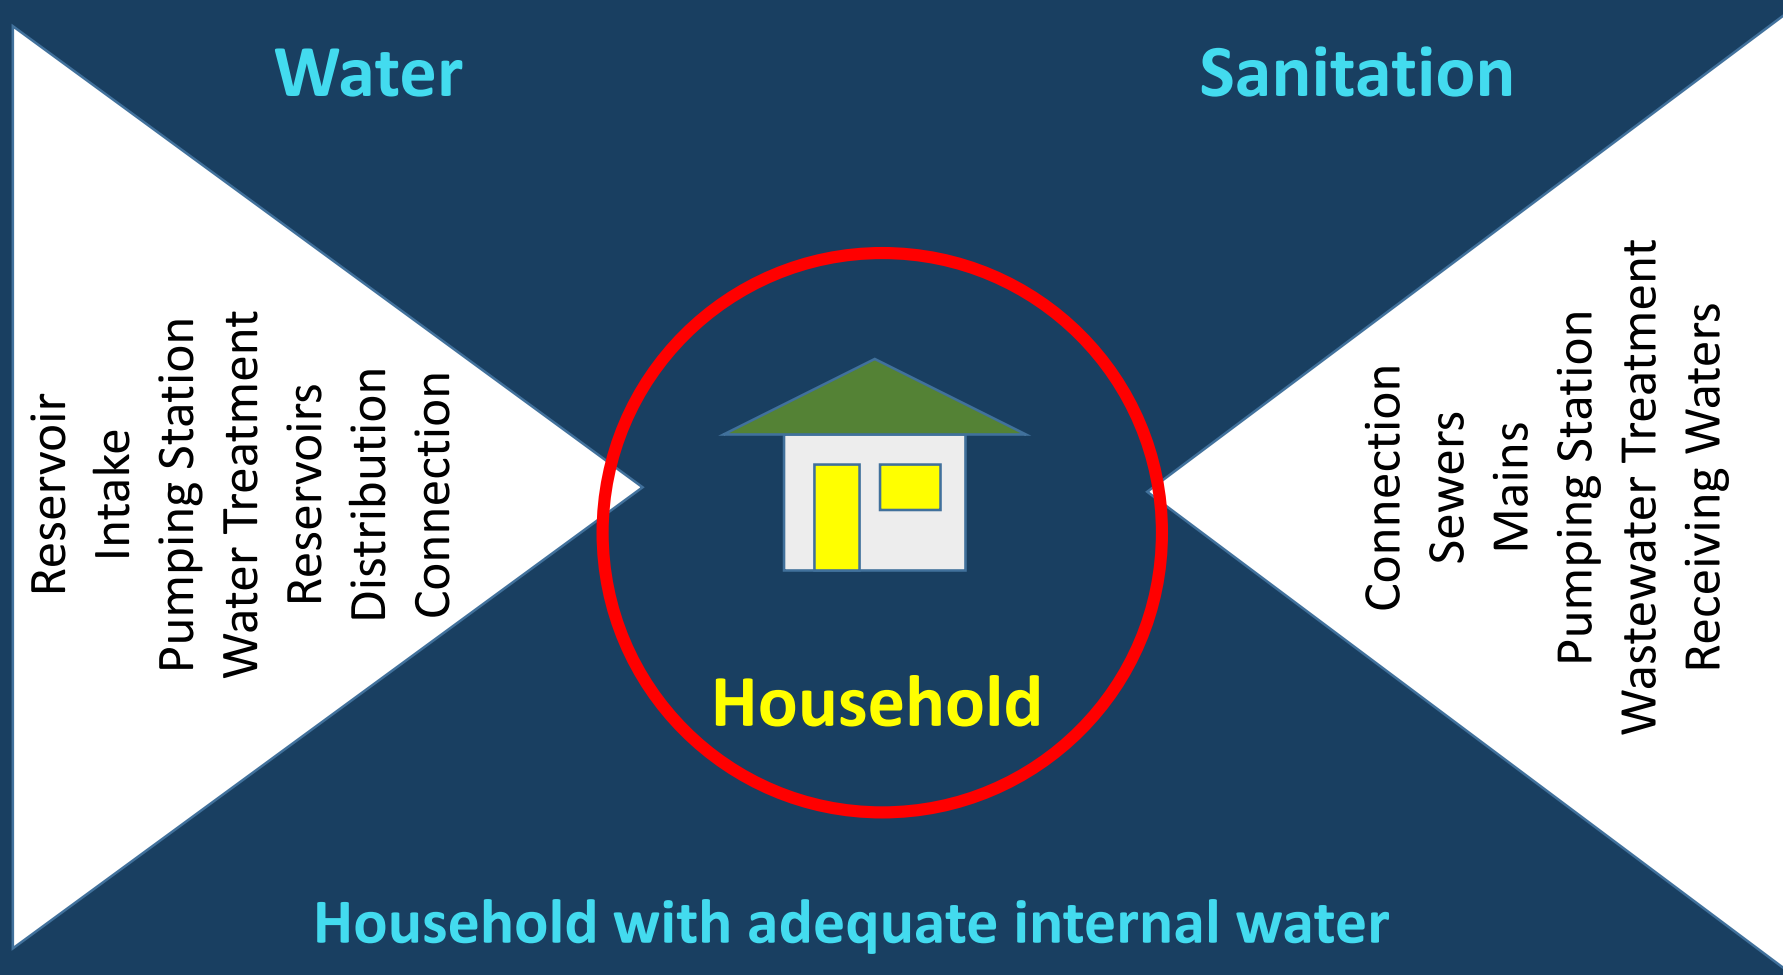 Water
Sanitation
Reservoir
Intake
Pumping Station
Water Treatment
Reservoirs
Distribution
Connection
Household
Connection
Sewers
Mains
Pumping Station
Wastewater Treatment
Receiving Waters
Household with adequate internal water